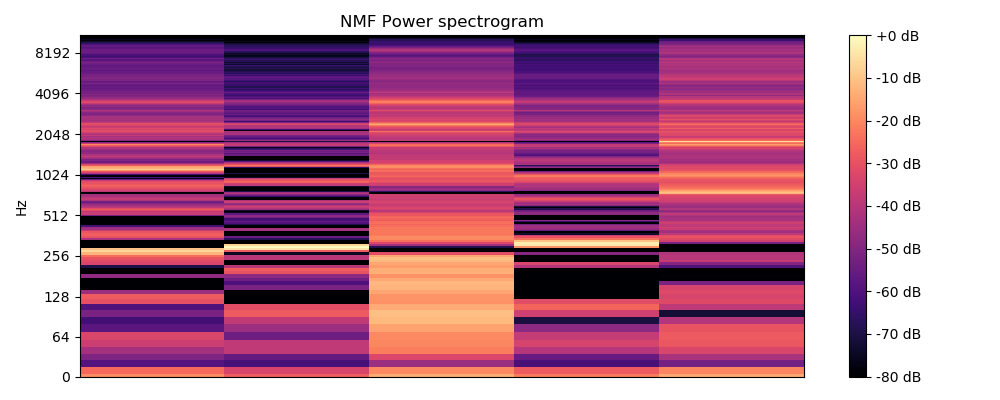 NMF Power spectrogram
Hz
8192
4096
2048
1024
512
256
128
64
0
+0 dB
-10 dB
-20 dB
-30 dB
-40 dB
-50 dB
-60 dB
-70 dB
-80 dB